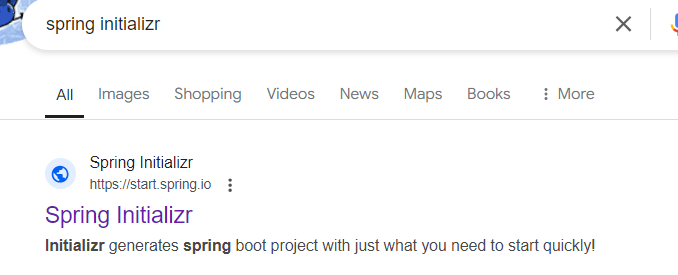 spring initializr
All Images Shopping Videos News Maps Books More
Spring Initializr
https://start.spring.io
Spring Initializr
Initializr generates spring boot project with just what you need to start quickly!